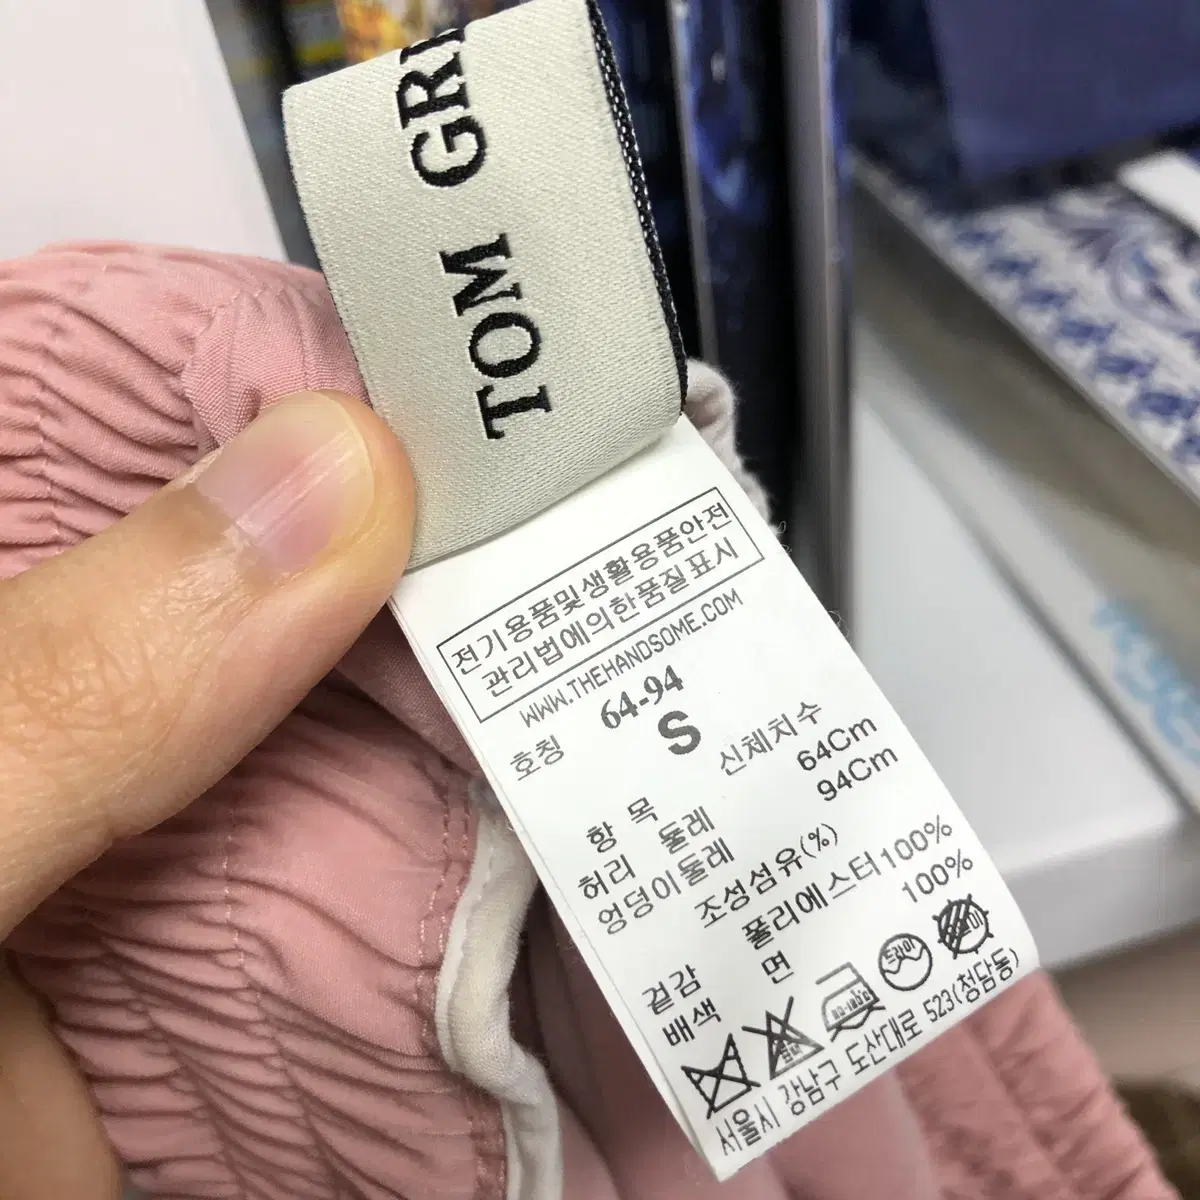 TOM
전기용품및생활용품안전
관리법에의한품질표시
WWW.THEHANDSOME.COM
64-94
호칭 S
항 목 신체치수
허리 둘레 64Cm
엉덩이둘레 94Cm
조성섬유(%)
겉감 폴리에스터100%
배색 면 100%
드라이
서울시 강남구 도산대로 523(청담동)